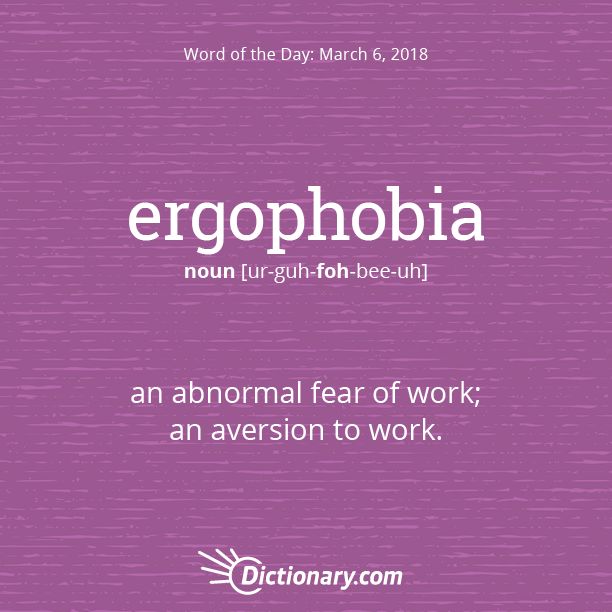 Word of the Day: March 6, 2018
ergophobia
noun [ur-guh-foh-bee-uh]
an abnormal fear of work;
an aversion to work.
Dictionary.com